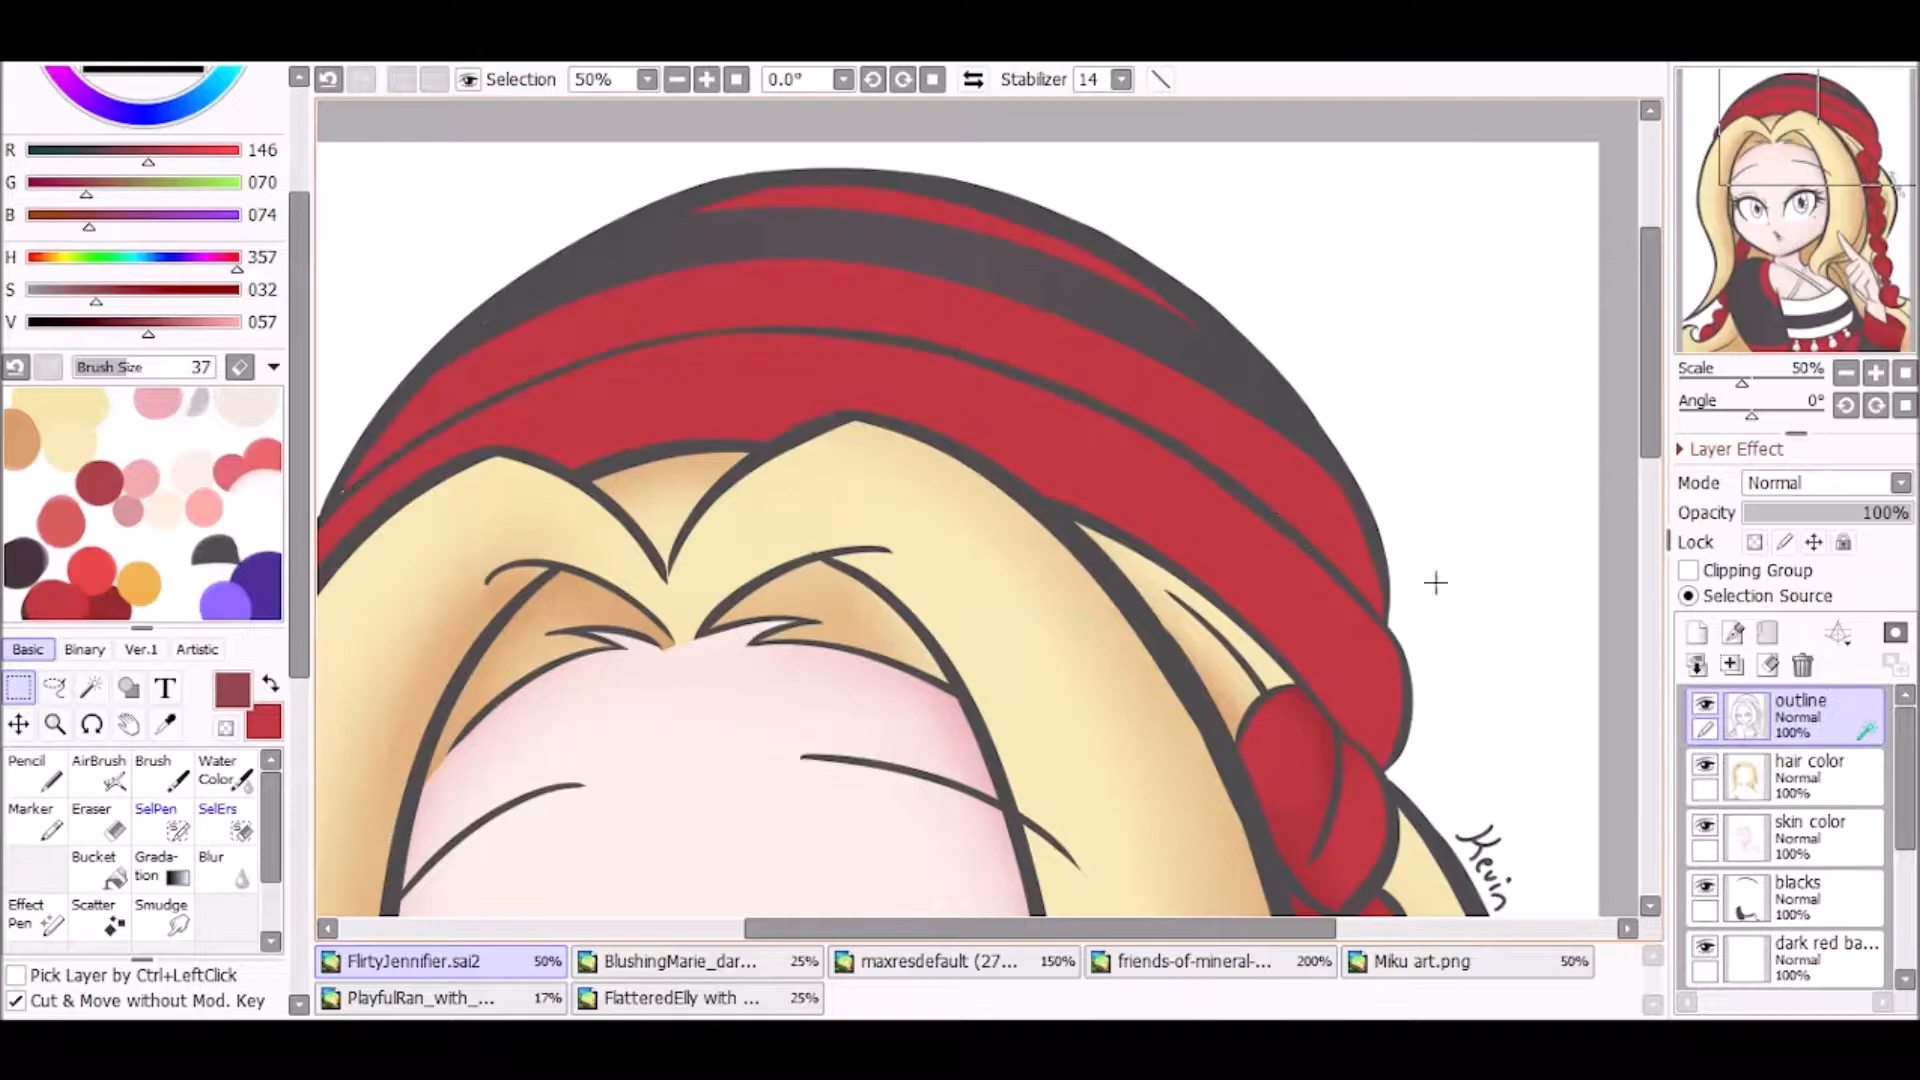 Selection 50% 0.0° Stabilizer 14
R 146
G 070
B 074
H 357
S 032
V 057
Brush Size 37
Basic Binary Ver.1 Artistic
T
Pencil AirBrush Brush Water Color
Marker Eraser SelPen SelErs
Bucket Grada-tion Blur
Effect Pen Scatter Smudge
Pick Layer by Ctrl+LeftClick
Cut & Move without Mod. Key
Kevin
FlirtyJennifier.sai2 50%
BlushingMarie_dar... 25%
maxresdefault (27... 150%
friends-of-mineral-... 200%
Miku art.png 50%
PlayfulRan_with_... 17%
FlatteredElly with ... 25%
Scale 50%
Angle 0°
Layer Effect
Mode Normal
Opacity 100%
Lock
Clipping Group
Selection Source
outline
Normal
100%
hair color
Normal
100%
skin color
Normal
100%
blacks
Normal
100%
dark red ba...
Normal
100%